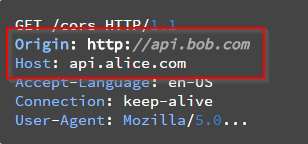 GET /cors HTTP/1.1
Origin: http://api.bob.com
Host: api.alice.com
Accept-Language: en-US
Connection: keep-alive
User-Agent: Mozilla/5.0...